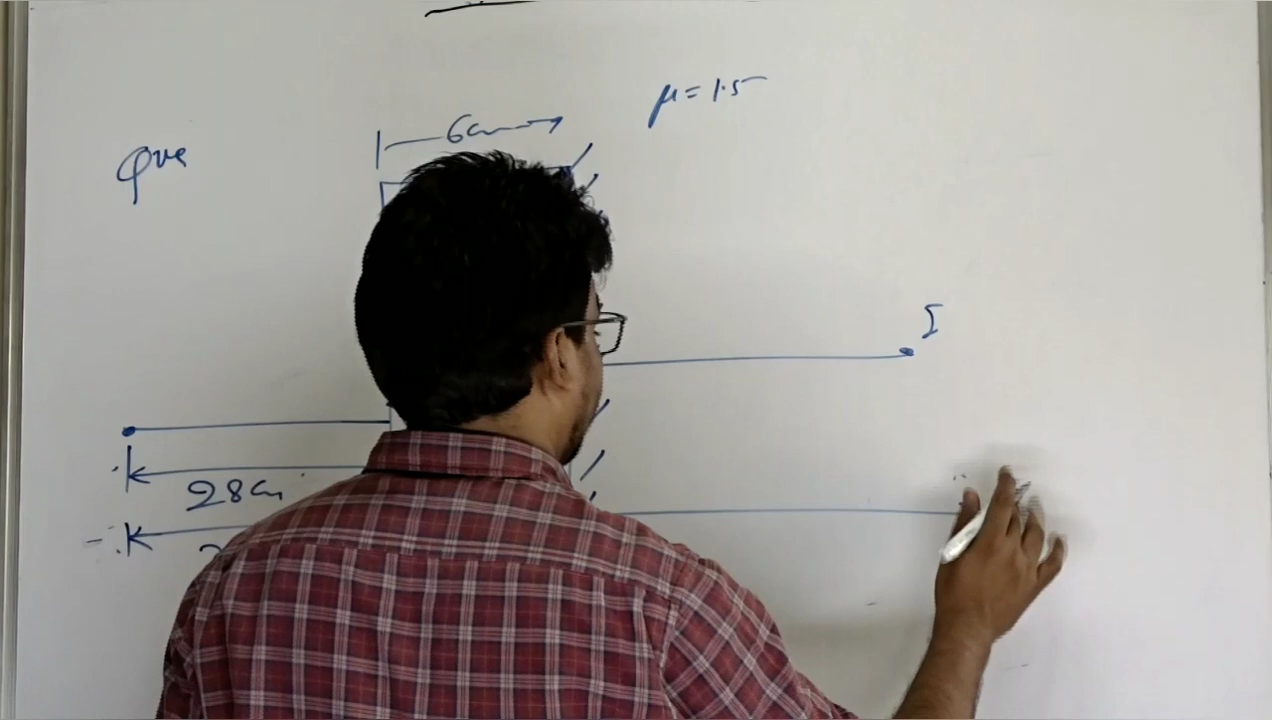 μ = 1.5
6cm
Que
I
28cm